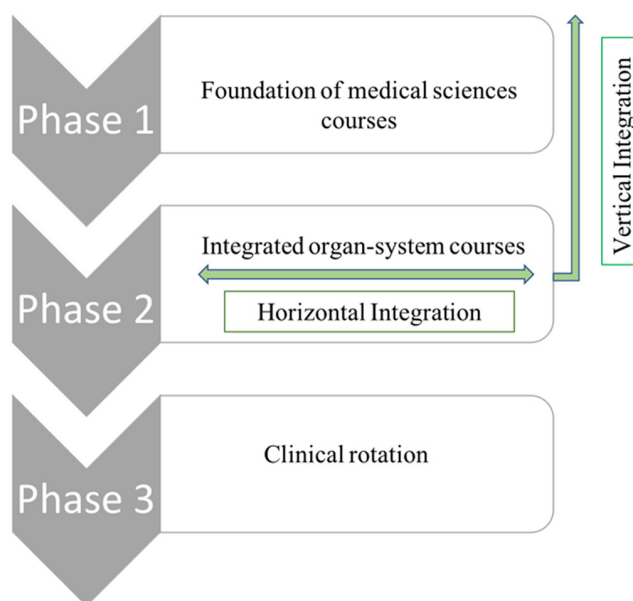 Phase 1
Foundation of medical sciences
courses
Vertical Integration
Phase 2
Integrated organ-system courses
Horizontal Integration
Phase 3
Clinical rotation